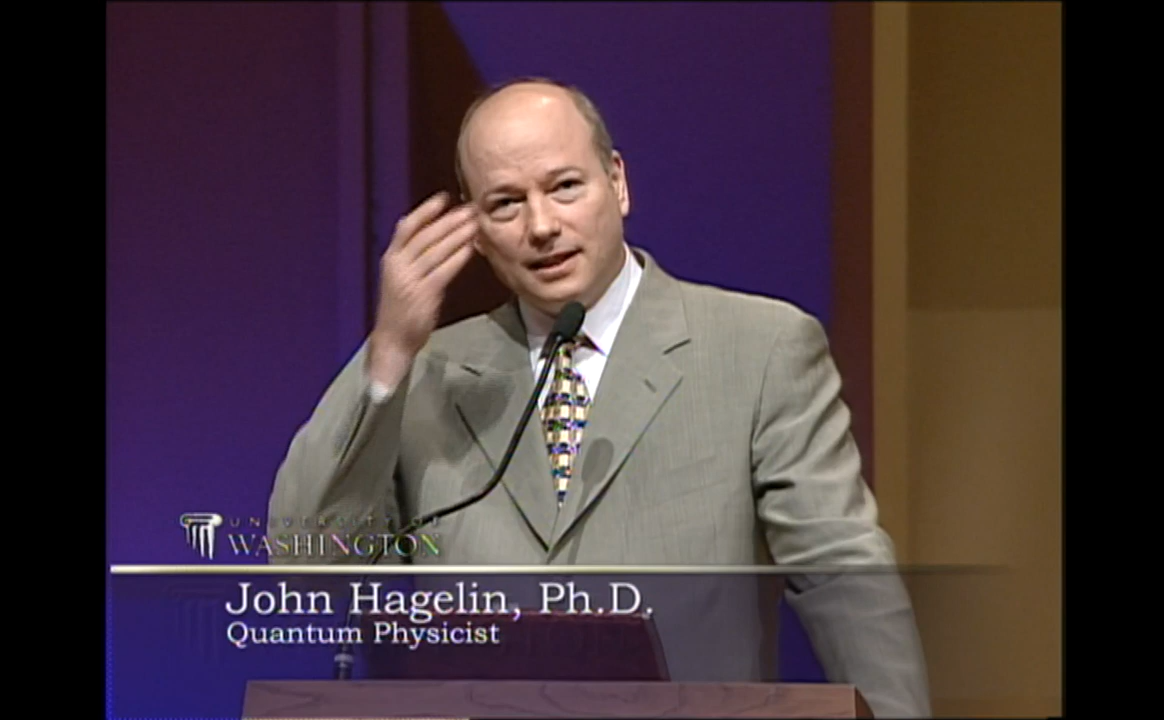 UNIVERSITY OF
WASHINGTON
John Hagelin, Ph.D.
Quantum Physicist